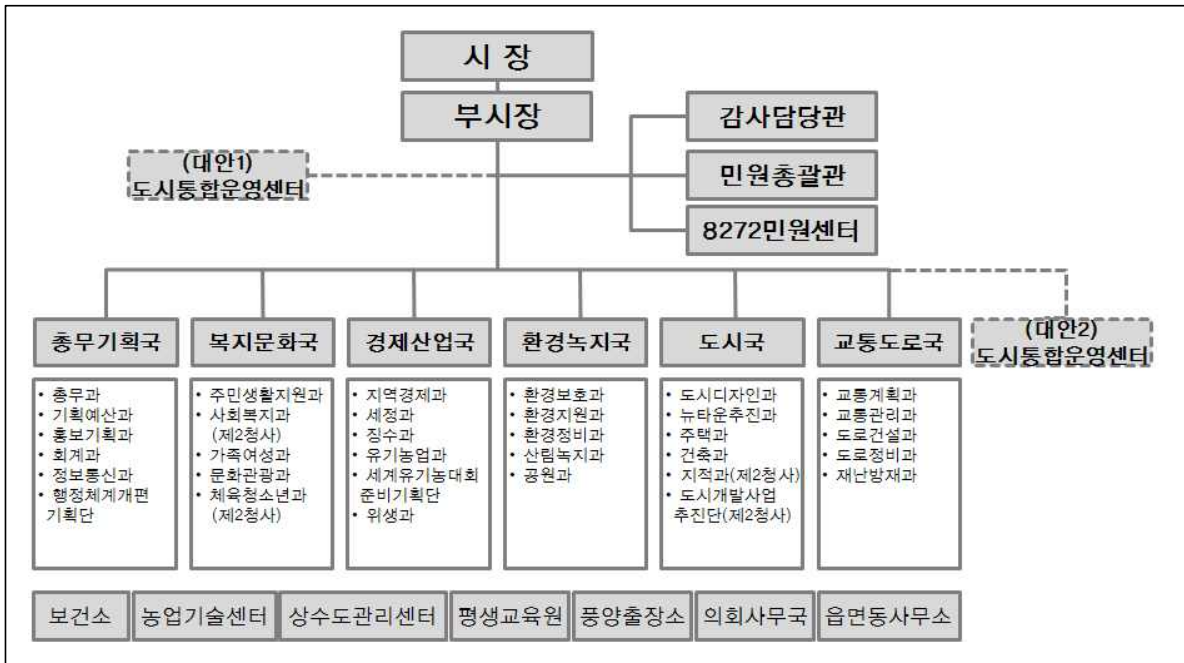 시 장
부시장
감사담당관
(대안1)
도시통합운영센터
민원총괄관
8272민원센터
총무기획국
복지문화국
경제산업국
환경녹지국
도시국
교통도로국
(대안2)
도시통합운영센터
• 총무과
• 기획예산과
• 홍보기획과
• 회계과
• 정보통신과
• 행정체계개편
기획단
• 주민생활지원과
• 사회복지과
(제2청사)
• 가족여성과
• 문화관광과
• 체육청소년과
(제2청사)
• 지역경제과
• 세정과
• 징수과
• 유기농업과
• 세계유기농대회
준비기획단
• 위생과
• 환경보호과
• 환경지원과
• 환경정비과
• 산림녹지과
• 공원과
• 도시디자인과
• 뉴타운추진과
• 주택과
• 건축과
• 지적과(제2청사)
• 도시개발사업
추진단(제2청사)
• 교통계획과
• 교통관리과
• 도로건설과
• 도로정비과
• 재난방재과
보건소
농업기술센터
상수도관리센터
평생교육원
풍양출장소
의회사무국
읍면동사무소